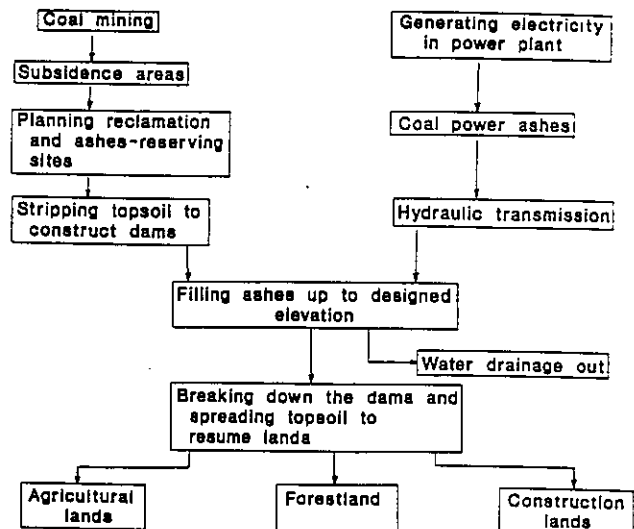 Coal mining
Subsidence areas
Planning reclamation
and ashes-reserving
sites
Stripping topsoil to
construct dams
Generating electricity
in power plant
Coal power ashes
Hydraulic transmission
Filling ashes up to designed
elevation
Water drainage out
Breaking down the dama and
spreading topsoil to
resume landa
Agricultural
lands
Forestland
Construction
lands